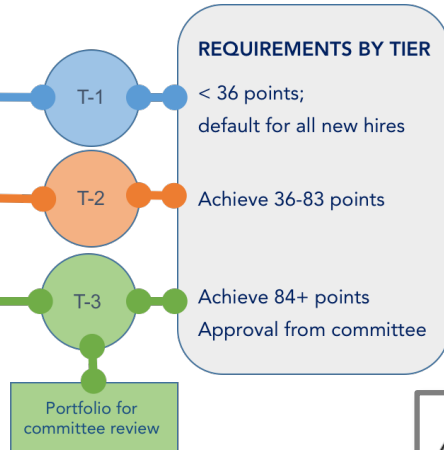 REQUIREMENTS BY TIER
T-1
< 36 points;
default for all new hires
T-2
Achieve 36-83 points
T-3
Achieve 84+ points
Approval from committee
Portfolio for
committee review